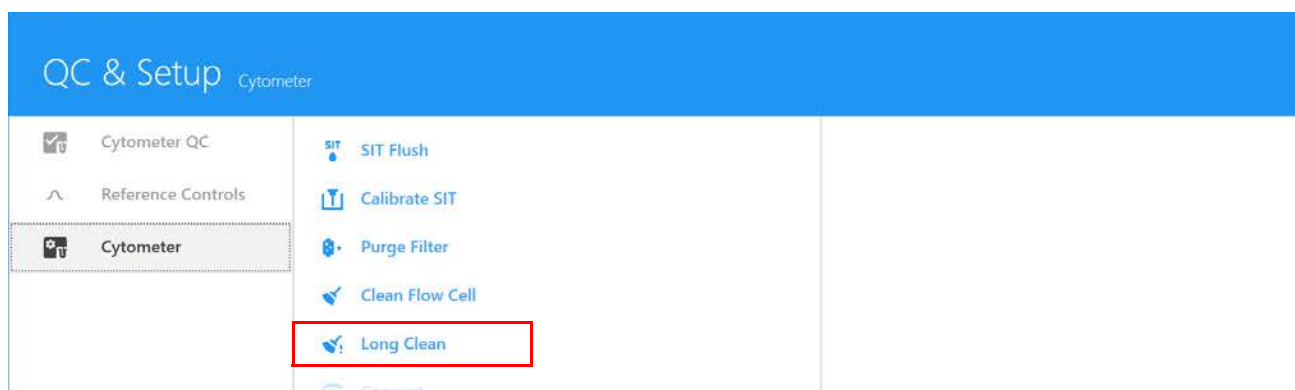 QC & Setup Cytometer
Cytometer QC
Reference Controls
Cytometer
SIT Flush
Calibrate SIT
Purge Filter
Clean Flow Cell
Long Clean